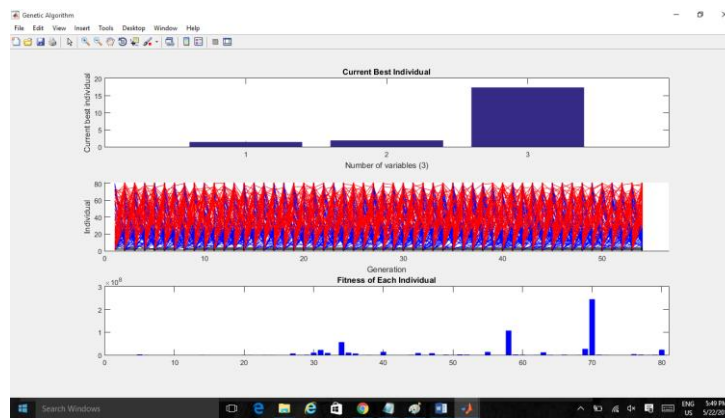 Genetic Algorithm
File Edit View Insert Tools Desktop Window Help
Current Best Individual
Current best individual
20
15
10
5
0
1 2 3
Number of variables (3)
Individual
80
60
40
20
0
0 10 20 30 40 50
Generation
Fitness of Each Individual
3
2
1
0
0 10 20 30 40 50 60 70 80
Search Windows
ENG 5:49 PM
US